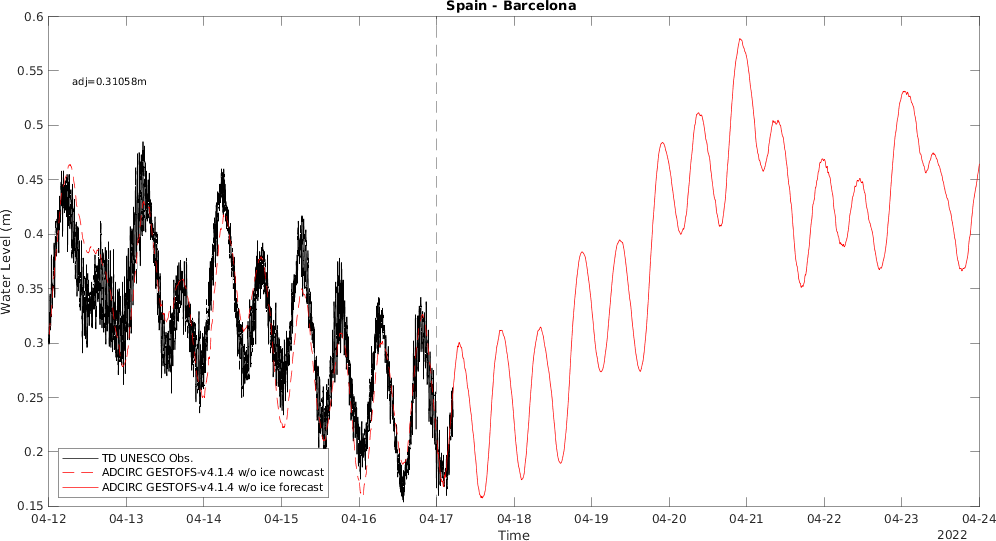 Spain - Barcelona
0.6
0.55
0.5
0.45
0.4
0.35
0.3
0.25
0.2
0.15
Water Level (m)
adj=0.31058m
TD UNESCO Obs.
ADCIRC GESTOFS-v4.1.4 w/o ice nowcast
ADCIRC GESTOFS-v4.1.4 w/o ice forecast
04-12 04-13 04-14 04-15 04-16 04-17 04-18 04-19 04-20 04-21 04-22 04-23 04-24
Time
2022